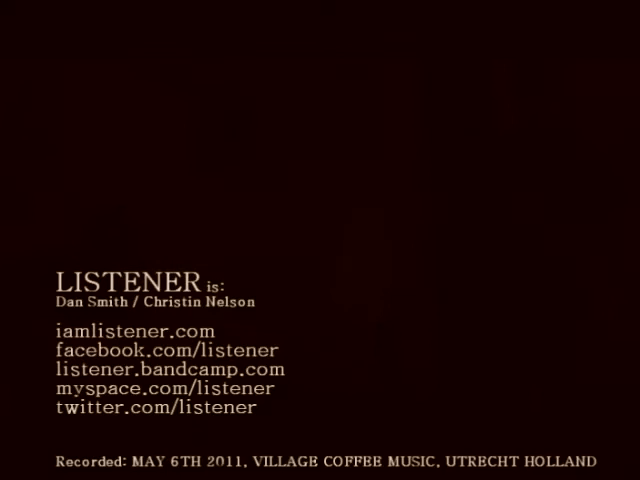 LISTENER is:
Dan Smith / Christin Nelson
iamlistener.com
facebook.com/listener
listener.bandcamp.com
myspace.com/listener
twitter.com/listener
Recorded: MAY 6TH 2011, VILLAGE COFFEE MUSIC, UTRECHT HOLLAND